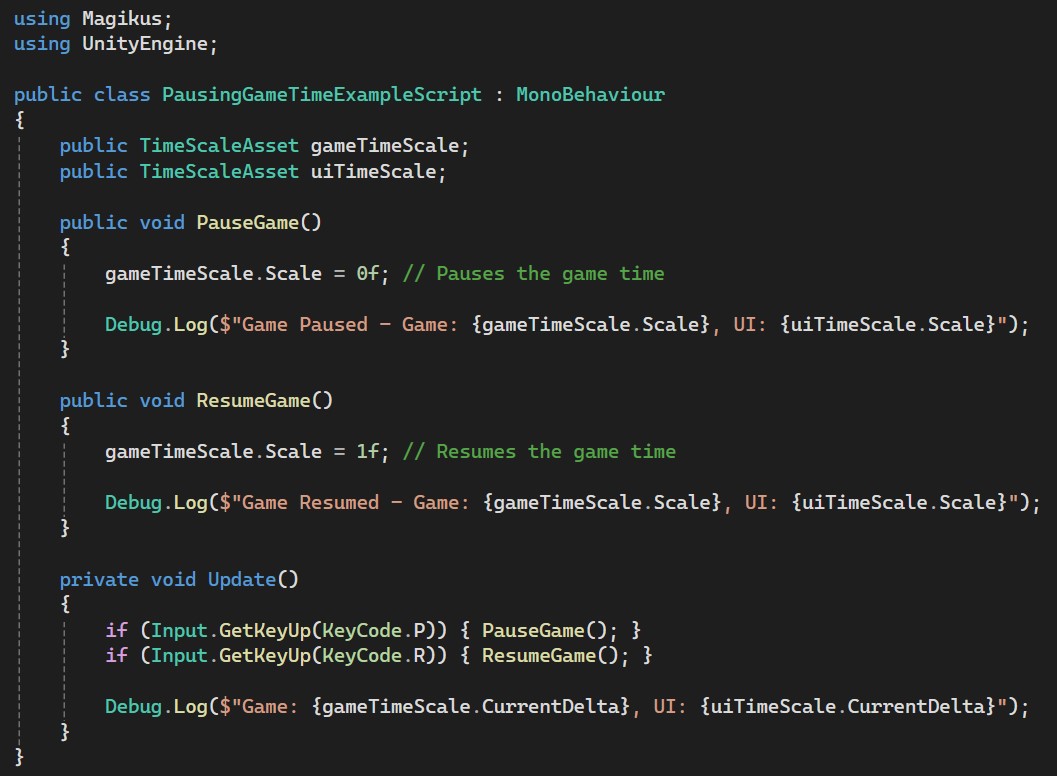 using Magikus;
using UnityEngine;

public class PausingGameTimeExampleScript : MonoBehaviour
{
    public TimeScaleAsset gameTimeScale;
    public TimeScaleAsset uiTimeScale;

    public void PauseGame()
    {
        gameTimeScale.Scale = 0f; // Pauses the game time

        Debug.Log($"Game Paused - Game: {gameTimeScale.Scale}, UI: {uiTimeScale.Scale}");
    }

    public void ResumeGame()
    {
        gameTimeScale.Scale = 1f; // Resumes the game time

        Debug.Log($"Game Resumed - Game: {gameTimeScale.Scale}, UI: {uiTimeScale.Scale}");
    }

    private void Update()
    {
        if (Input.GetKeyUp(KeyCode.P)) { PauseGame(); }
        if (Input.GetKeyUp(KeyCode.R)) { ResumeGame(); }

        Debug.Log($"Game: {gameTimeScale.CurrentDelta}, UI: {uiTimeScale.CurrentDelta}");
    }
}